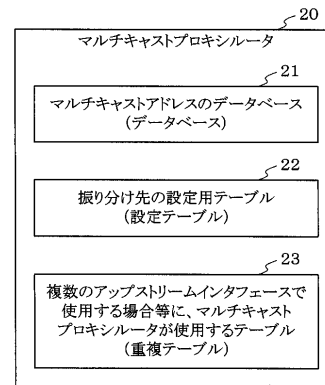 20
マルチキャストプロキシルータ
21
マルチキャストアドレスのデータベース
(データベース)
22
振り分け先の設定用テーブル
(設定テーブル)
23
複数のアップストリームインタフェースで
使用する場合等に、マルチキャスト
プロキシルータが使用するテーブル
(重複テーブル)